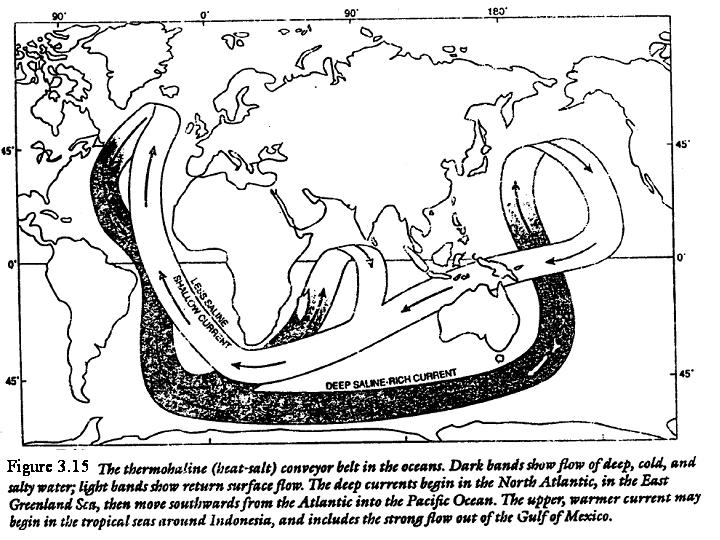 90° 0° 90° 180°
45° 45°
0° 0°
LESS SALINE
SHALLOW CURRENT
DEEP SALINE-RICH CURRENT
45° 45°
Figure 3.15 The thermohaline (heat-salt) conveyor belt in the oceans. Dark bands show flow of deep, cold, and
salty water; light bands show return surface flow. The deep currents begin in the North Atlantic, in the East
Greenland Sea, then move southwards from the Atlantic into the Pacific Ocean. The upper, warmer current may
begin in the tropical seas around Indonesia, and includes the strong flow out of the Gulf of Mexico.